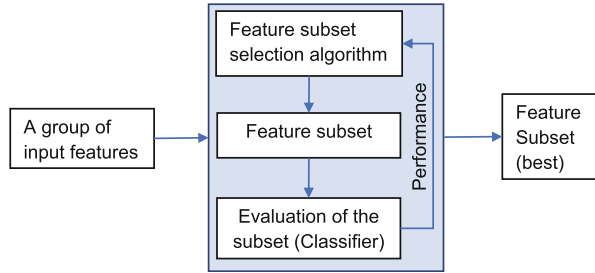 A group of
input features
Feature subset
selection algorithm
Feature subset
Evaluation of the
subset (Classifier)
Performance
Feature
Subset
(best)